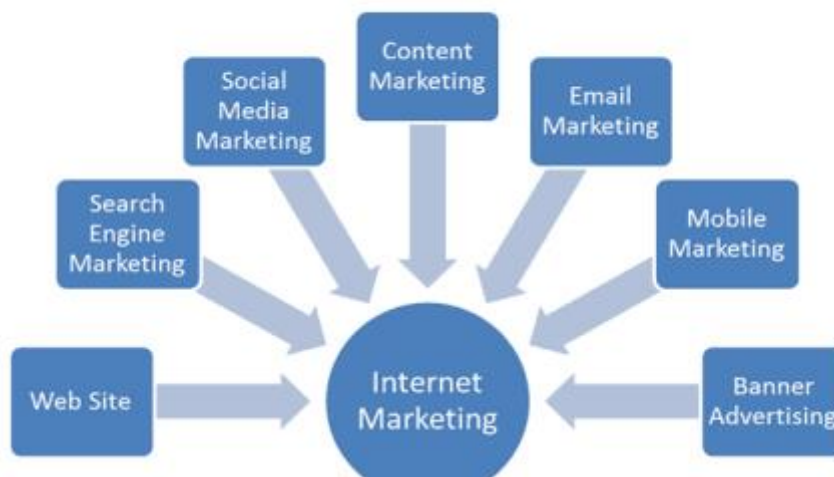 Content
Marketing
Social
Media
Marketing
Email
Marketing
Search
Engine
Marketing
Mobile
Marketing
Web Site
Internet
Marketing
Banner
Advertising